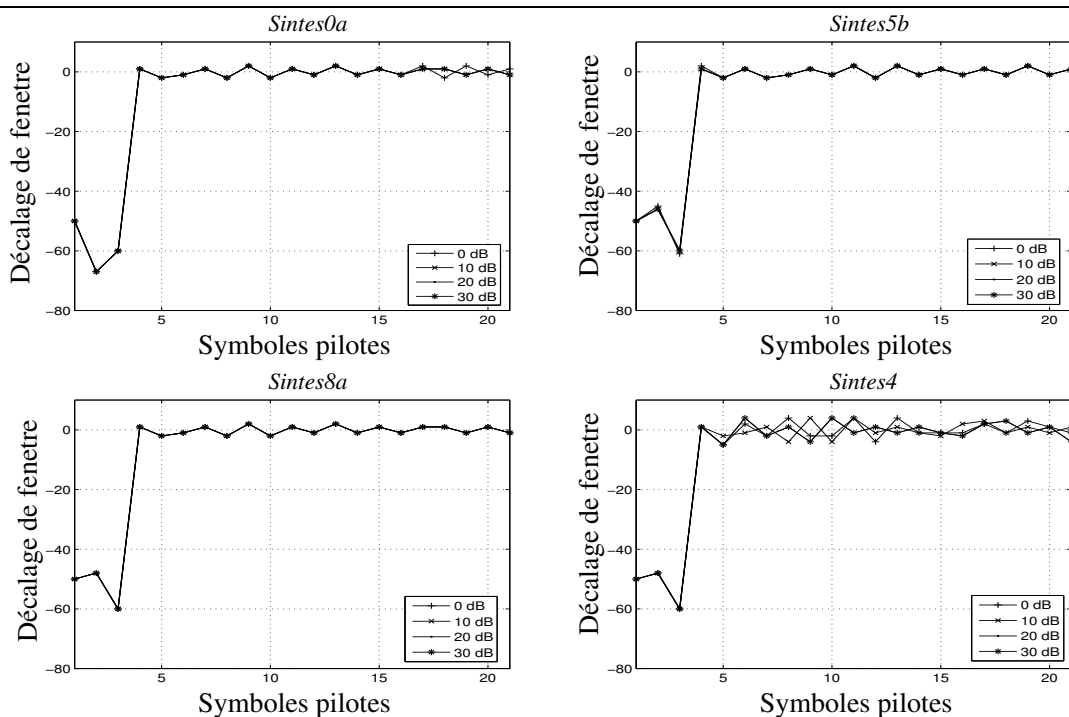 Sintes0a
Décalage de fenetre
0
−20
−40
−60
−80
5
10
15
20
0 dB
10 dB
20 dB
30 dB
Symboles pilotes
Sintes5b
Décalage de fenetre
0
−20
−40
−60
−80
5
10
15
20
0 dB
10 dB
20 dB
30 dB
Symboles pilotes
Sintes8a
Décalage de fenetre
0
−20
−40
−60
−80
5
10
15
20
0 dB
10 dB
20 dB
30 dB
Symboles pilotes
Sintes4
Décalage de fenetre
0
−20
−40
−60
−80
5
10
15
20
0 dB
10 dB
20 dB
30 dB
Symboles pilotes